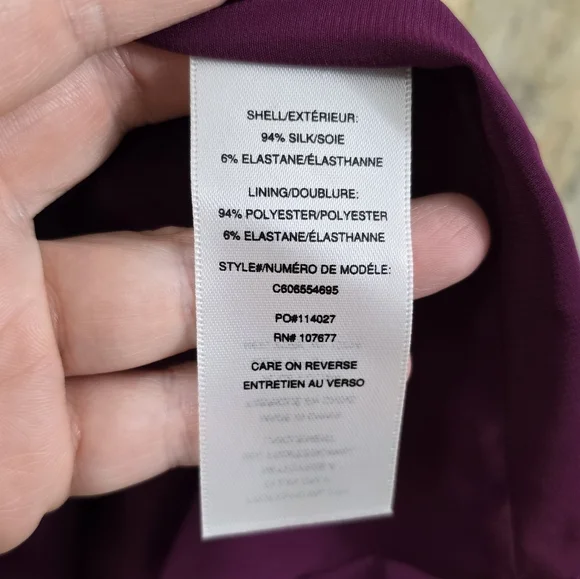 SHELL/EXTÉRIEUR:
94% SILK/SOIE
6% ELASTANE/ÉLASTHANNE
LINING/DOUBLURE:
94% POLYESTER/POLYESTER
6% ELASTANE/ÉLASTHANNE
STYLE#/NUMÉRO DE MODÉLE:
C606554695
PO#114027
RN# 107677
CARE ON REVERSE
ENTRETIEN AU VERSO